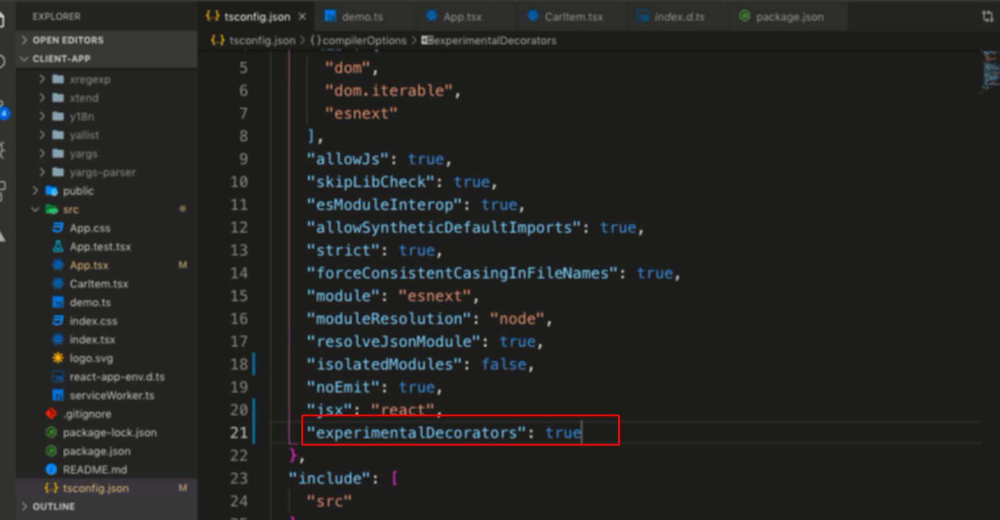 EXPLORER
OPEN EDITORS
CLIENT-APP
xregexp
xtend
y18n
yallist
yargs
yargs-parser
public
src
App.css
App.test.tsx
App.tsx M
CarItem.tsx
demo.ts
index.css
index.tsx
logo.svg
react-app-env.d.ts
serviceWorker.ts
.gitignore
package-lock.json
package.json
README.md
tsconfig.json M
OUTLINE
4
tsconfig.json
demo.ts
App.tsx
CarItem.tsx
index.d.ts
package.json
tsconfig.json > {} compilerOptions > experimentalDecorators
5 "dom",
6 "dom.iterable",
7 "esnext"
8 ],
9 "allowJs": true,
10 "skipLibCheck": true,
11 "esModuleInterop": true,
12 "allowSyntheticDefaultImports": true,
13 "strict": true,
14 "forceConsistentCasingInFileNames": true,
15 "module": "esnext",
16 "moduleResolution": "node",
17 "resolveJsonModule": true,
18 "isolatedModules": false,
19 "noEmit": true,
20 "jsx": "react",
21 "experimentalDecorators": true
22 },
23 "include": [
24 "src"